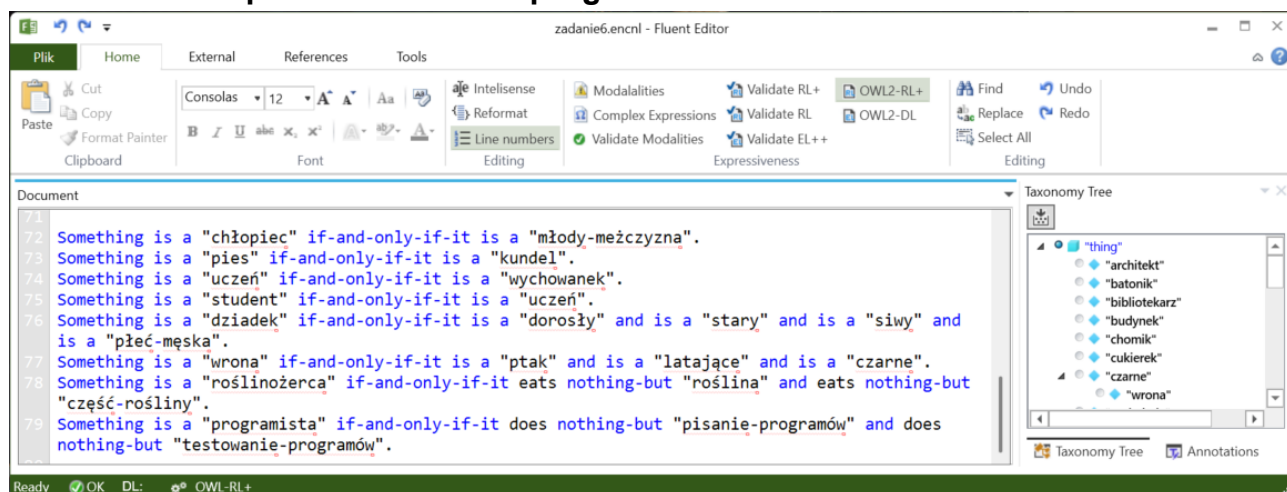 zadanie6.encnl - Fluent Editor
Plik Home External References Tools
Cut Consolas 12 A A Aa Intelisense Modalalities Validate RL+ OWL2-RL+ Find Undo
Copy Reformat Complex Expressions Validate RL OWL2-DL Replace Redo
Paste Format Painter B I U abc x, x² A A Line numbers Validate Modalities Validate EL++ Select All
Clipboard Font Editing Expressiveness Editing
Document Taxonomy Tree
71
72 Something is a "chłopiec" if-and-only-if-it is a "młody-meżczyzna".
73 Something is a "pies" if-and-only-if-it is a "kundel".
74 Something is a "uczeń" if-and-only-if-it is a "wychowanek".
75 Something is a "student" if-and-only-if-it is a "uczeń".
76 Something is a "dziadek" if-and-only-if-it is a "dorosły" and is a "stary" and is a "siwy" and
is a "płeć-męska".
77 Something is a "wrona" if-and-only-if-it is a "ptak" and is a "latające" and is a "czarne".
78 Something is a "roślinożerca" if-and-only-if-it eats nothing-but "roślina" and eats nothing-but
"część-rośliny".
79 Something is a "programista" if-and-only-if-it does nothing-but "pisanie-programów" and does
nothing-but "testowanie-programów".
"thing"
"architekt"
"batonik"
"bibliotekarz"
"budynek"
"chomik"
"cukierek"
"czarne"
"wrona"
Taxonomy Tree Annotations
Ready OK DL: OWL-RL+